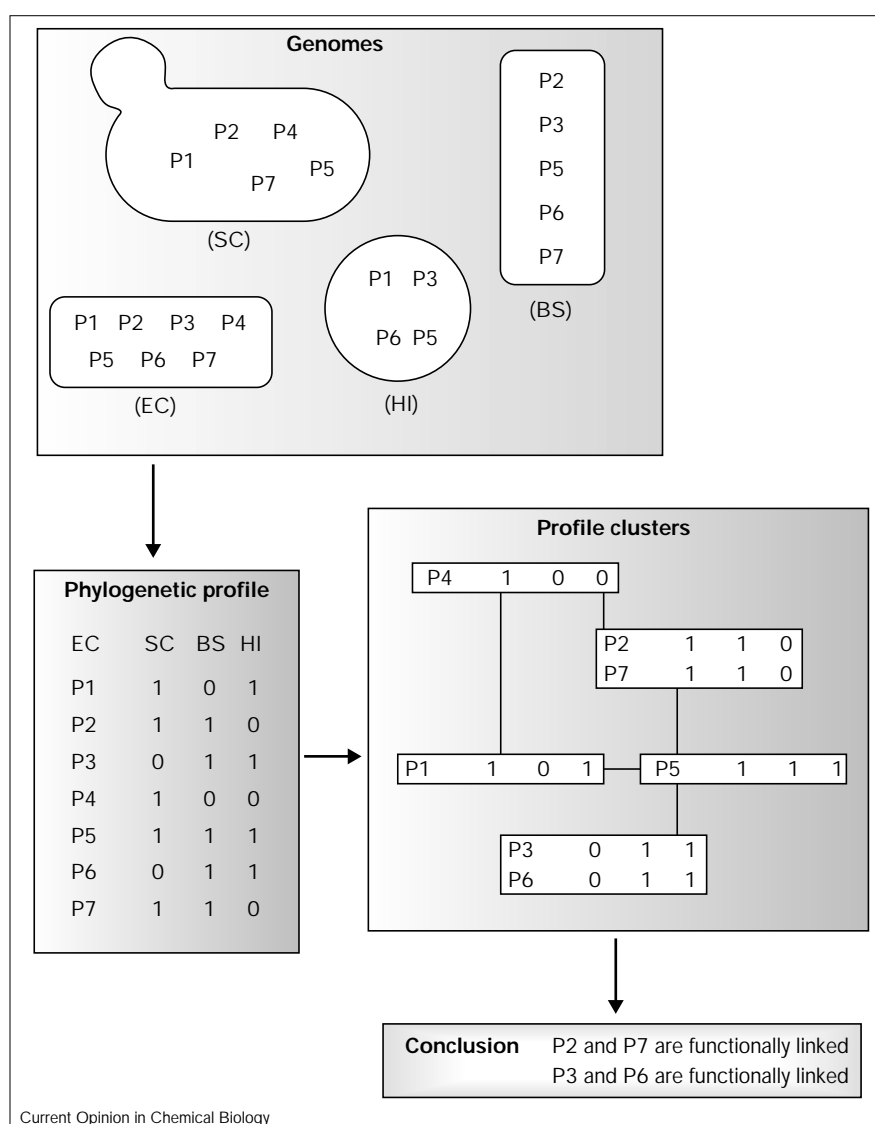 Genomes
P2 P4
P1 P5
P7
(SC)
P2
P3
P5
P6
P7
(BS)
P1 P3
P6 P5
(HI)
P1 P2 P3 P4
P5 P6 P7
(EC)
Phylogenetic profile
EC SC BS HI
P1 1 0 1
P2 1 1 0
P3 0 1 1
P4 1 0 0
P5 1 1 1
P6 0 1 1
P7 1 1 0
Profile clusters
P4 1 0 0
P2 1 1 0
P7 1 1 0
P1 1 0 1
P5 1 1 1
P3 0 1 1
P6 0 1 1
Conclusion P2 and P7 are functionally linked
P3 and P6 are functionally linked
Current Opinion in Chemical Biology